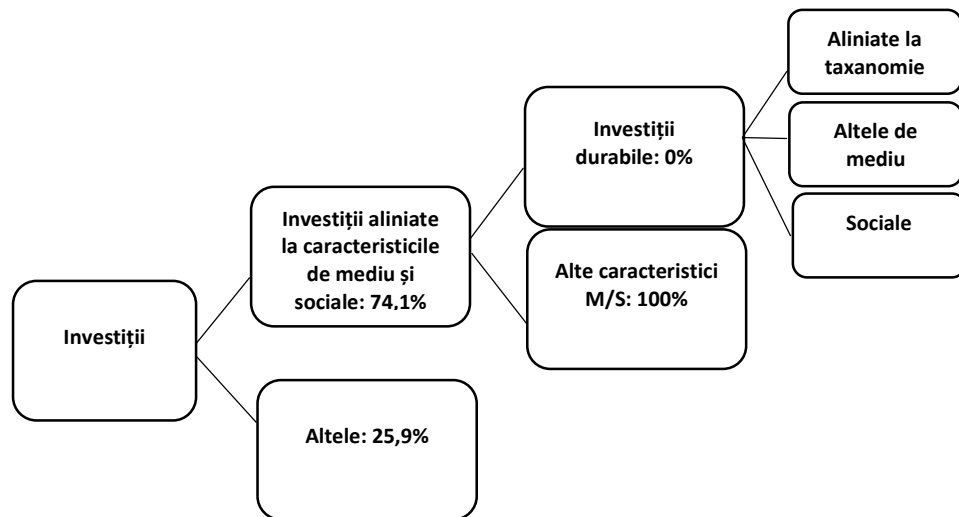 Investiții
Investiții aliniate
la caracteristicile
de mediu și
sociale: 74,1%
Altele: 25,9%
Investiții
durabile: 0%
Alte caracteristici
M/S: 100%
Aliniate la
taxanomie
Altele de
mediu
Sociale